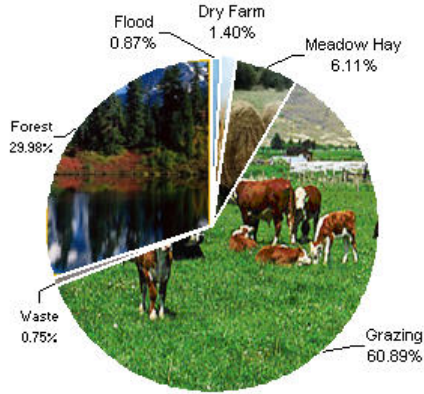 Flood
0.87%
Dry Farm
1.40%
Meadow Hay
6.11%
Forest
29.98%
Waste
0.75%
Grazing
60.89%